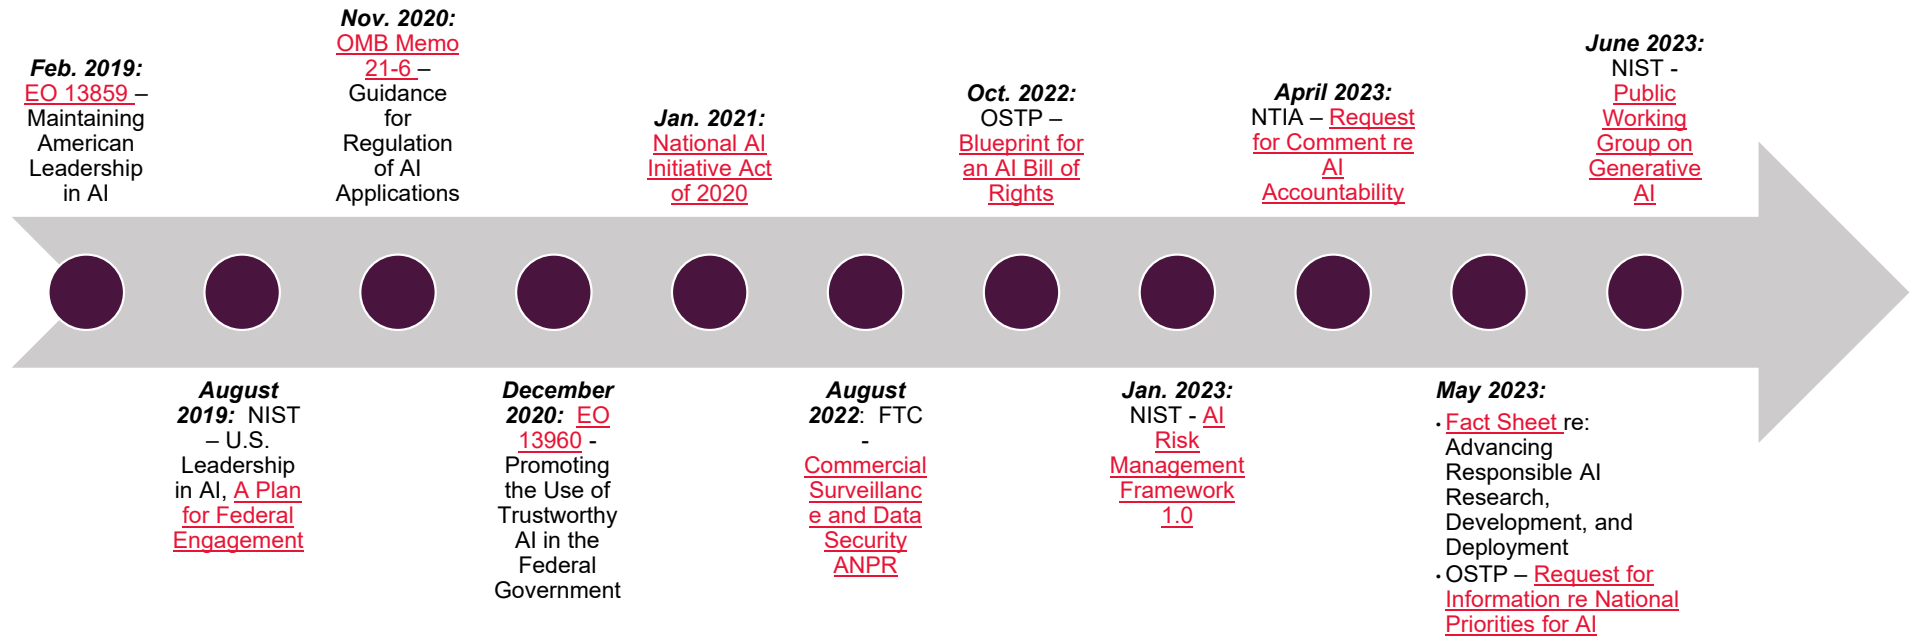 Feb. 2019:
EO 13859 –
Maintaining
American
Leadership
in AI
August
2019:  NIST
– U.S.
Leadership
in AI, A Plan
for Federal
Engagement
Nov. 2020:
OMB Memo
21-6 –
Guidance
for
Regulation
of AI
Applications
December
2020:  EO
13960 -
Promoting
the Use of
Trustworthy
AI in the
Federal
Government
Jan. 2021:
National AI
Initiative Act
of 2020
August
2022:  FTC
-
Commercial
Surveillanc
e and Data
Security
ANPR
Oct. 2022:
OSTP –
Blueprint for
an AI Bill of
Rights
Jan. 2023:
NIST - AI
Risk
Management
Framework
1.0
April 2023:
NTIA – Request
for Comment re
AI
Accountability
May 2023:
• Fact Sheet re:
Advancing
Responsible AI
Research,
Development, and
Deployment
• OSTP – Request for
Information re National
Priorities for AI
June 2023:
NIST -
Public
Working
Group on
Generative
AI